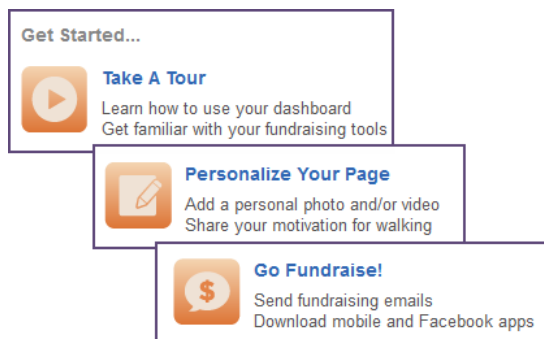 Get Started...
Take A Tour
Learn how to use your dashboard
Get familiar with your fundraising tools
Personalize Your Page
Add a personal photo and/or video
Share your motivation for walking
$
Go Fundraise!
Send fundraising emails
Download mobile and Facebook apps